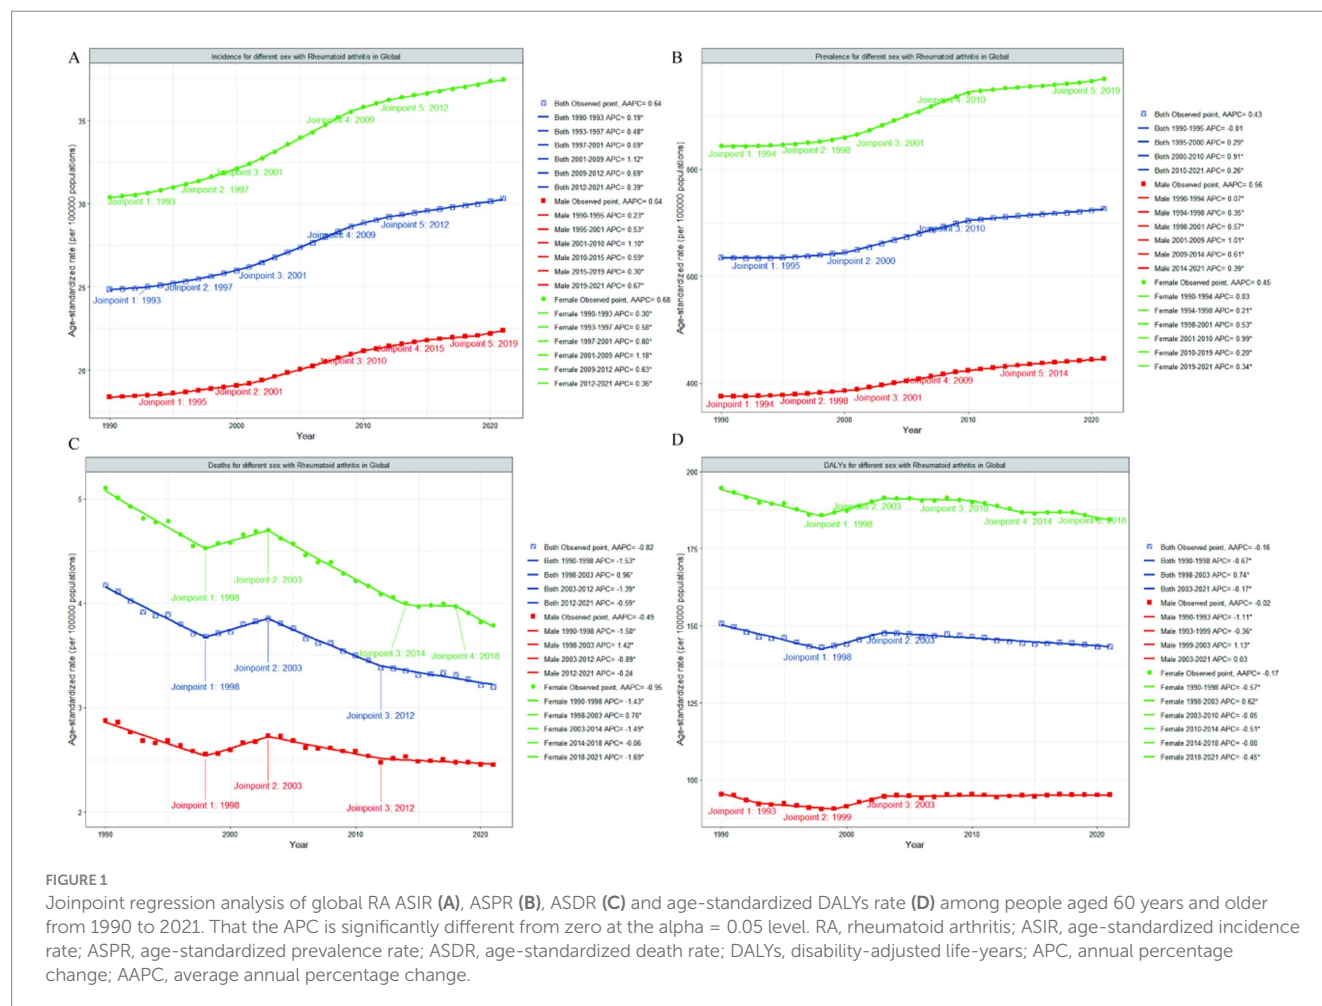 A
Incidence for different sex with Rheumatoid arthritis in Global
Age-standardized rate (per 100000 populations)
35
30
25
20
Joinpoint 1: 1993
Joinpoint 2: 1997
Joinpoint 3: 2001
Joinpoint 4: 2009
Joinpoint 5: 2012
Joinpoint 1: 1993
Joinpoint 2: 1997
Joinpoint 3: 2001
Joinpoint 4: 2009
Joinpoint 5: 2012
Joinpoint 1: 1995
Joinpoint 2: 2001
Joinpoint 3: 2010
Joinpoint 4: 2015
Joinpoint 5: 2019
1990
2000
2010
2020
Year
Both Observed point, AAPC= 0.64
Both 1990-1993 APC= 0.19*
Both 1993-1997 APC= 0.48*
Both 1997-2001 APC= 0.69*
Both 2001-2009 APC= 1.12*
Both 2009-2012 APC= 0.69*
Both 2012-2021 APC= 0.39*
Male Observed point, AAPC= 0.64
Male 1990-1995 APC= 0.23*
Male 1995-2001 APC= 0.53*
Male 2001-2010 APC= 1.10*
Male 2010-2015 APC= 0.59*
Male 2015-2019 APC= 0.30*
Male 2019-2021 APC= 0.67*
Female Observed point, AAPC= 0.68
Female 1990-1993 APC= 0.30*
Female 1993-1997 APC= 0.58*
Female 1997-2001 APC= 0.80*
Female 2001-2009 APC= 1.18*
Female 2009-2012 APC= 0.63*
Female 2012-2021 APC= 0.36*
B
Prevalence for different sex with Rheumatoid arthritis in Global
Age-standardized rate (per 100000 populations)
800
600
400
Joinpoint 1: 1994
Joinpoint 2: 1998
Joinpoint 3: 2001
Joinpoint 4: 2010
Joinpoint 5: 2019
Joinpoint 1: 1995
Joinpoint 2: 2000
Joinpoint 3: 2010
Joinpoint 1: 1994
Joinpoint 2: 1998
Joinpoint 3: 2001
Joinpoint 4: 2009
Joinpoint 5: 2014
1990
2000
2010
2020
Year
Both Observed point, AAPC= 0.43
Both 1990-1995 APC= -0.01
Both 1995-2000 APC= 0.29*
Both 2000-2010 APC= 0.91*
Both 2010-2021 APC= 0.26*
Male Observed point, AAPC= 0.56
Male 1990-1994 APC= 0.07*
Male 1994-1998 APC= 0.35*
Male 1998-2001 APC= 0.57*
Male 2001-2009 APC= 1.01*
Male 2009-2014 APC= 0.61*
Male 2014-2021 APC= 0.39*
Female Observed point, AAPC= 0.45
Female 1990-1994 APC= 0.03
Female 1994-1998 APC= 0.21*
Female 1998-2001 APC= 0.53*
Female 2001-2010 APC= 0.99*
Female 2010-2019 APC= 0.20*
Female 2019-2021 APC= 0.34*
C
Deaths for different sex with Rheumatoid arthritis in Global
Age-standardized rate (per 100000 populations)
5
4
3
2
Joinpoint 1: 1998
Joinpoint 2: 2003
Joinpoint 3: 2014
Joinpoint 4: 2018
Joinpoint 1: 1998
Joinpoint 2: 2003
Joinpoint 3: 2012
Joinpoint 1: 1998
Joinpoint 2: 2003
Joinpoint 3: 2012
1990
2000
2010
2020
Year
Both Observed point, AAPC= -0.82
Both 1990-1998 APC= -1.53*
Both 1998-2003 APC= 0.96*
Both 2003-2012 APC= -1.39*
Both 2012-2021 APC= -0.59*
Male Observed point, AAPC= -0.49
Male 1990-1998 APC= -1.50*
Male 1998-2003 APC= 1.42*
Male 2003-2012 APC= -0.89*
Male 2012-2021 APC= -0.24
Female Observed point, AAPC= -0.95
Female 1990-1998 APC= -1.43*
Female 1998-2003 APC= 0.76*
Female 2003-2014 APC= -1.49*
Female 2014-2018 APC= -0.06
Female 2018-2021 APC= -1.69*
D
DALYs for different sex with Rheumatoid arthritis in Global
Age-standardized rate (per 100000 populations)
200
175
150
125
100
Joinpoint 1: 1998
Joinpoint 2: 2003
Joinpoint 3: 2010
Joinpoint 4: 2014
2018
Joinpoint 1: 1998
Joinpoint 2: 2003
Joinpoint 1: 1993
Joinpoint 2: 1999
Joinpoint 3: 2003
1990
2000
2010
2020
Year
Both Observed point, AAPC= -0.16
Both 1990-1998 APC= -0.67*
Both 1998-2003 APC= 0.74*
Both 2003-2021 APC= -0.17*
Male Observed point, AAPC= -0.02
Male 1990-1993 APC= -1.11*
Male 1993-1999 APC= -0.36*
Male 1999-2003 APC= 1.13*
Male 2003-2021 APC= 0.03
Female Observed point, AAPC= -0.17
Female 1990-1998 APC= -0.57*
Female 1998-2003 APC= 0.62*
Female 2003-2010 APC= -0.05
Female 2010-2014 APC= -0.51*
Female 2014-2018 APC= -0.00
Female 2018-2021 APC= -0.45*
FIGURE 1
Joinpoint regression analysis of global RA ASIR (A), ASPR (B), ASDR (C) and age-standardized DALYs rate (D) among people aged 60 years and older
from 1990 to 2021. That the APC is significantly different from zero at the alpha = 0.05 level. RA, rheumatoid arthritis; ASIR, age-standardized incidence
rate; ASPR, age-standardized prevalence rate; ASDR, age-standardized death rate; DALYs, disability-adjusted life-years; APC, annual percentage
change; AAPC, average annual percentage change.